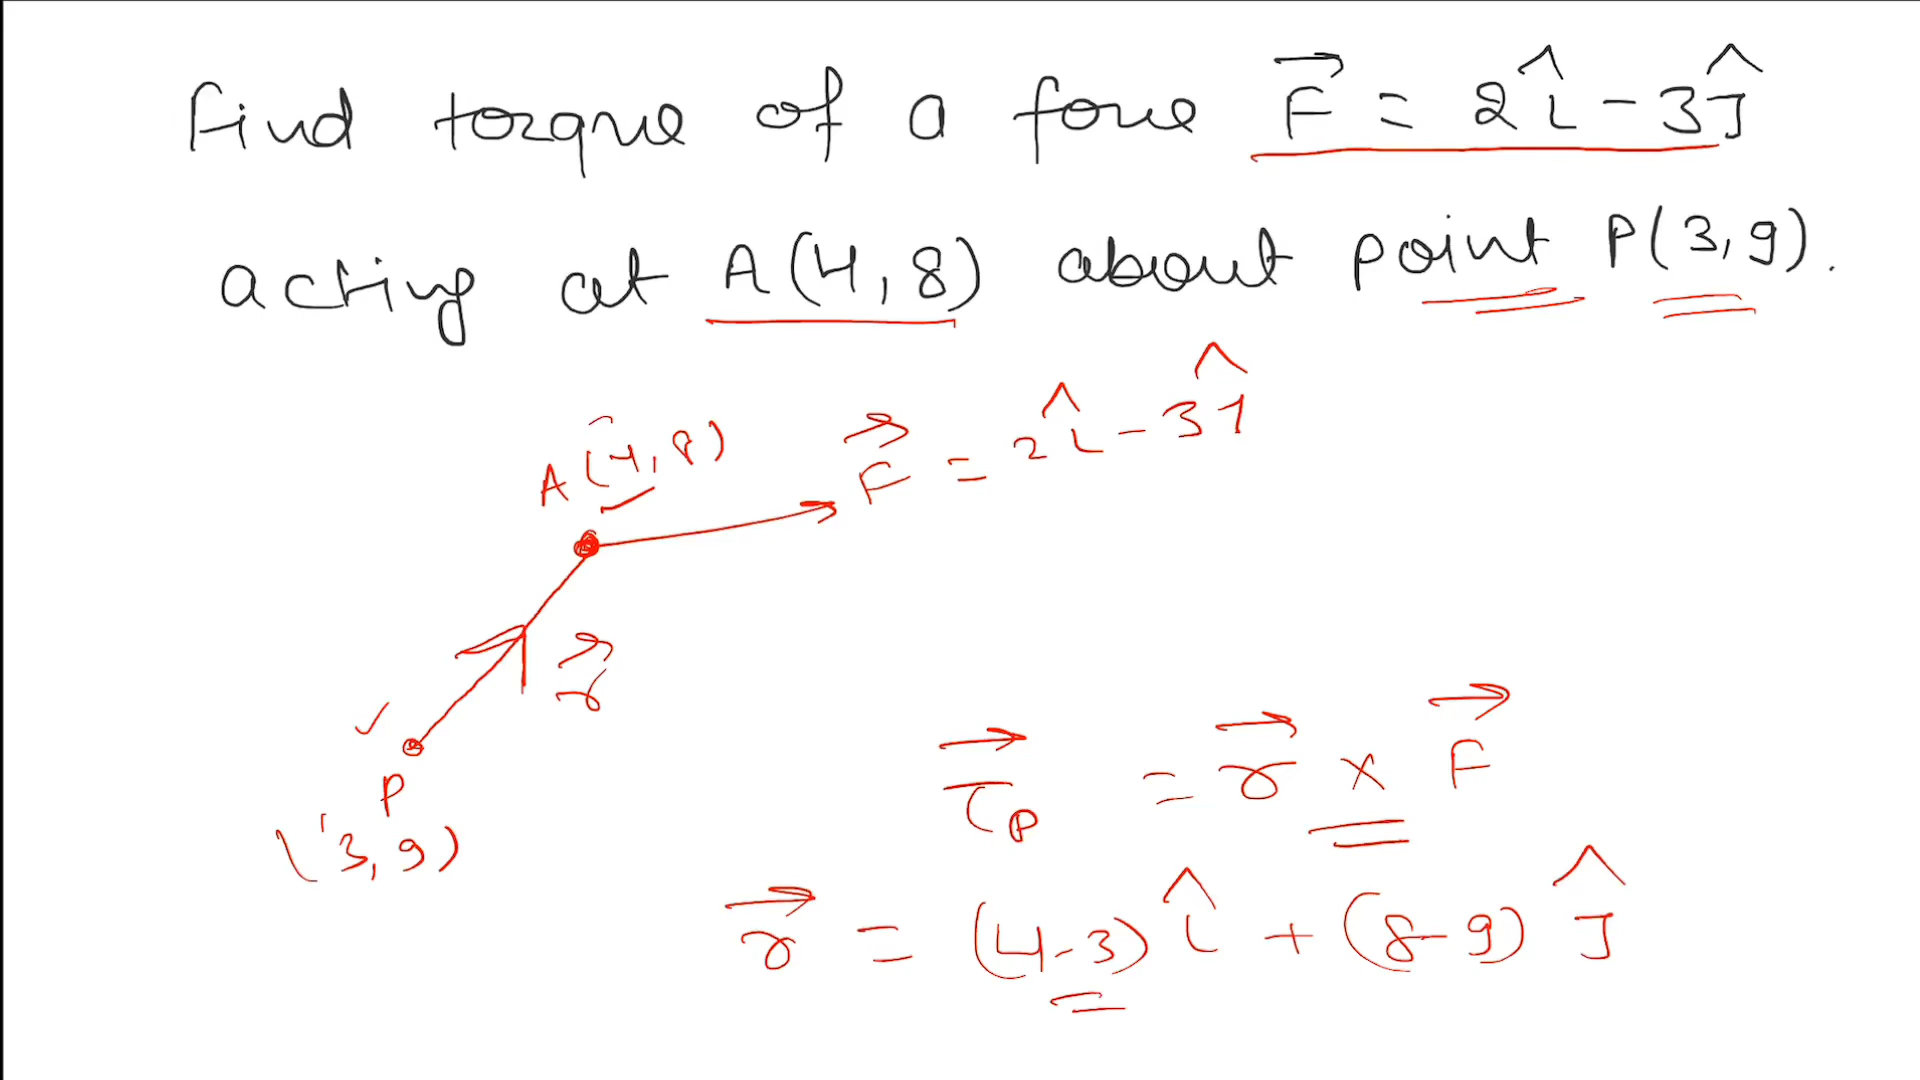 Find torque of a force F⃗ = 2î - 3ĵ
acting at A(4,8) about point P(3,9).
A(4,8) F⃗ = 2î - 3ĵ
r⃗
P
(3,9)
τ⃗ₚ = r⃗ × F⃗
r⃗ = (4-3)î + (8-9)ĵ